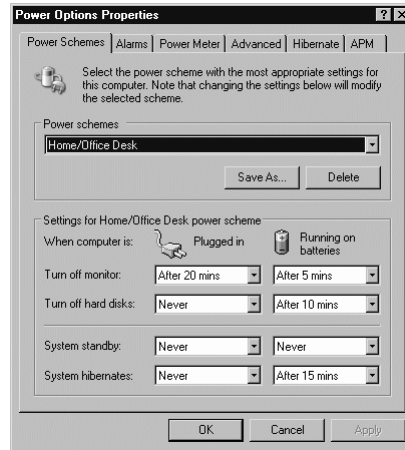 Power Options Properties
Power Schemes Alarms Power Meter Advanced Hibernate APM
Select the power scheme with the most appropriate settings for
this computer. Note that changing the settings below will modify
the selected scheme.
Power schemes
Home/Office Desk
Save As... Delete
Settings for Home/Office Desk power scheme
When computer is: Plugged in Running on
batteries
Turn off monitor: After 20 mins After 5 mins
Turn off hard disks: Never After 10 mins
System standby: Never Never
System hibernates: Never After 15 mins
OK Cancel Apply